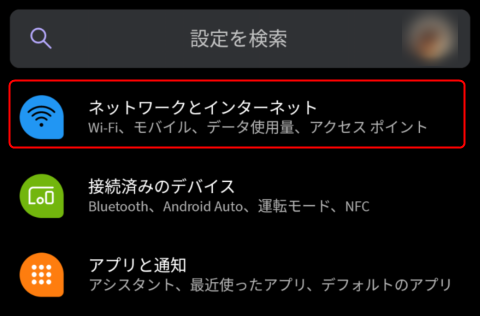 設定を検索
ネットワークとインターネット
Wi-Fi、モバイル、データ使用量、アクセス ポイント
接続済みのデバイス
Bluetooth、Android Auto、運転モード、NFC
アプリと通知
アシスタント、最近使ったアプリ、デフォルトのアプリ